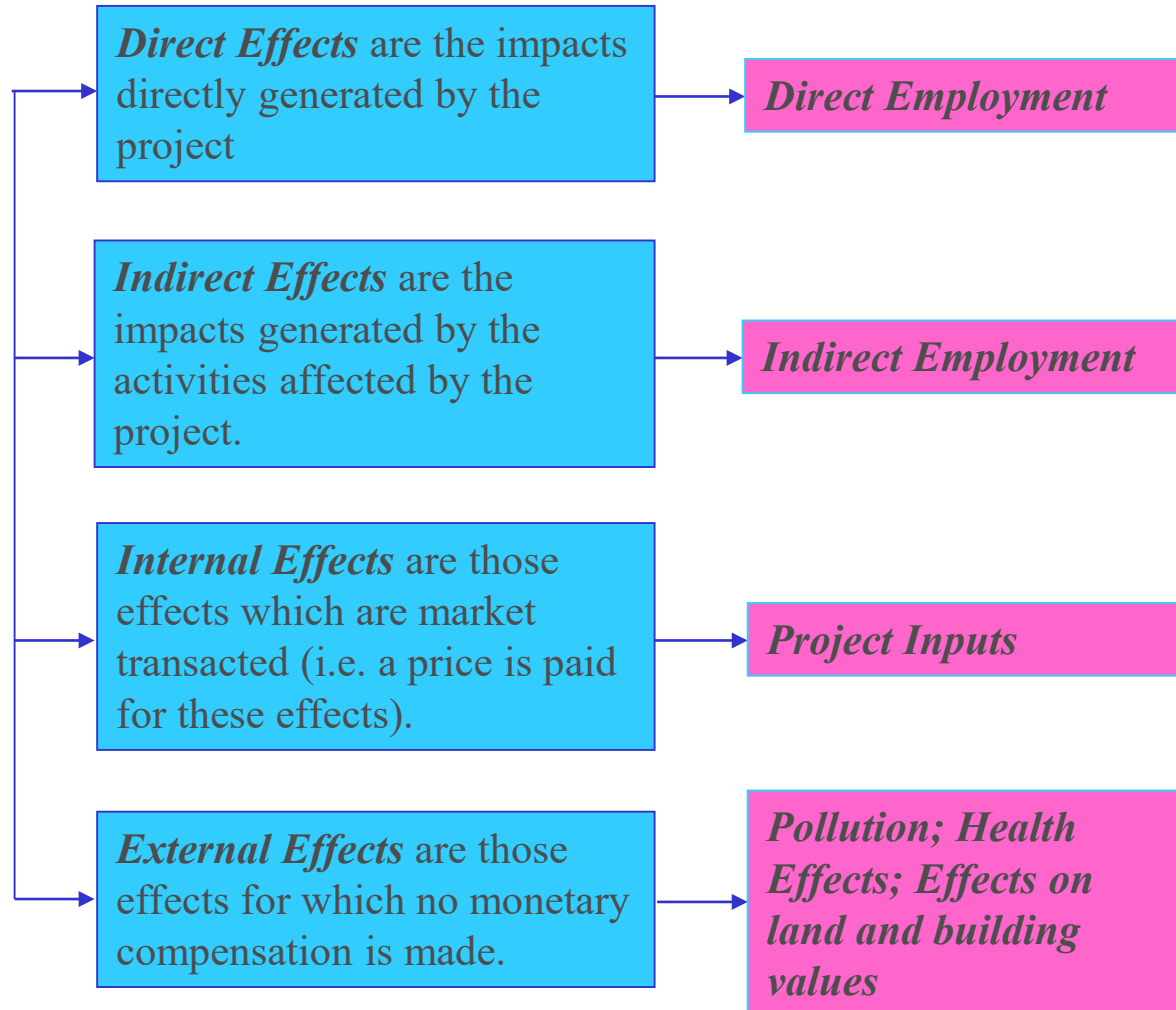 Direct Effects are the impacts
directly generated by the
project
Direct Employment
Indirect Effects are the
impacts generated by the
activities affected by the
project.
Indirect Employment
Internal Effects are those
effects which are market
transacted (i.e. a price is paid
for these effects).
Project Inputs
External Effects are those
effects for which no monetary
compensation is made.
Pollution; Health
Effects; Effects on
land and building
values